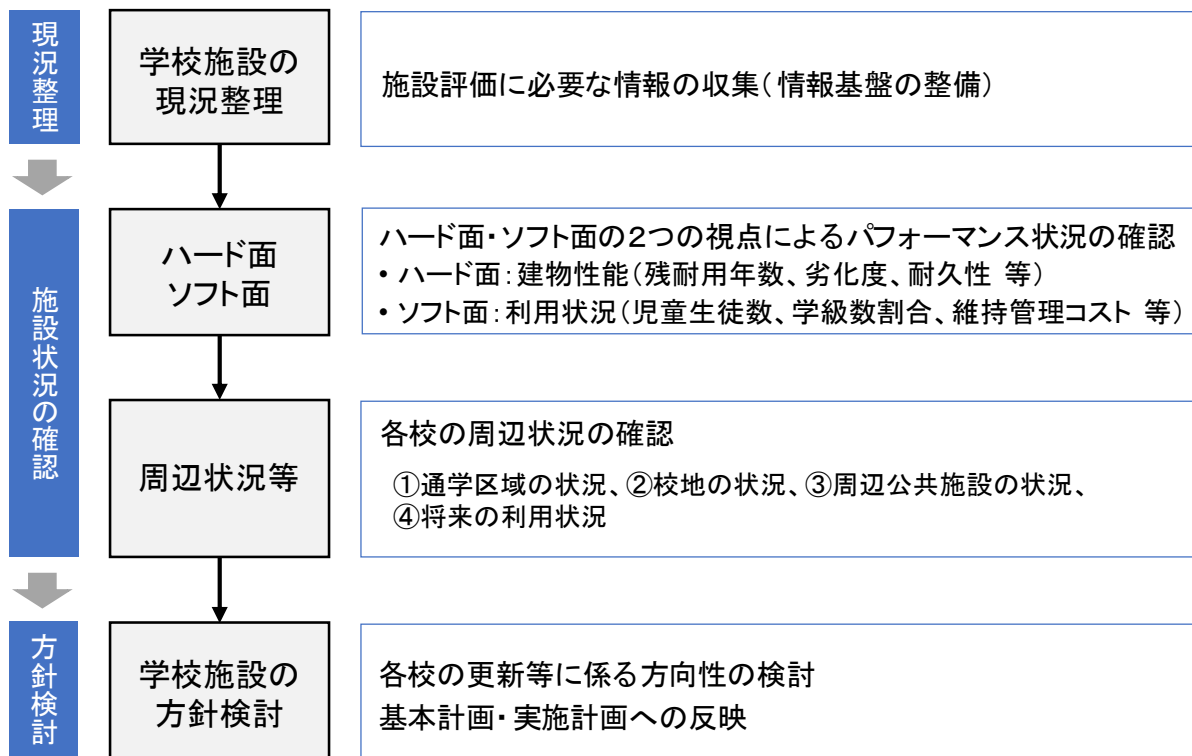 現況整理
学校施設の
現況整理
施設評価に必要な情報の収集（情報基盤の整備）
施設状況の確認
ハード面
ソフト面
ハード面・ソフト面の２つの視点によるパフォーマンス状況の確認
• ハード面：建物性能（残耐用年数、劣化度、耐久性 等）
• ソフト面：利用状況（児童生徒数、学級数割合、維持管理コスト 等）
周辺状況等
各校の周辺状況の確認
①通学区域の状況、②校地の状況、③周辺公共施設の状況、
④将来の利用状況
方針検討
学校施設の
方針検討
各校の更新等に係る方向性の検討
基本計画・実施計画への反映